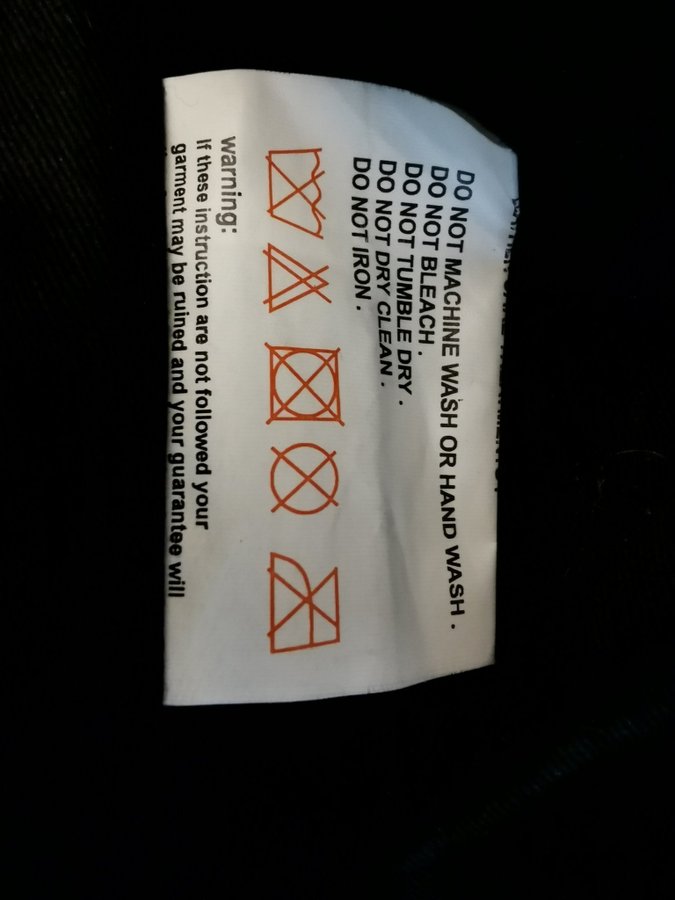 DO NOT MACHINE WASH OR HAND WASH .
DO NOT BLEACH .
DO NOT TUMBLE DRY .
DO NOT DRY CLEAN .
DO NOT IRON .
warning:
If these instruction are not followed your
garment may be ruined and your guarantee will